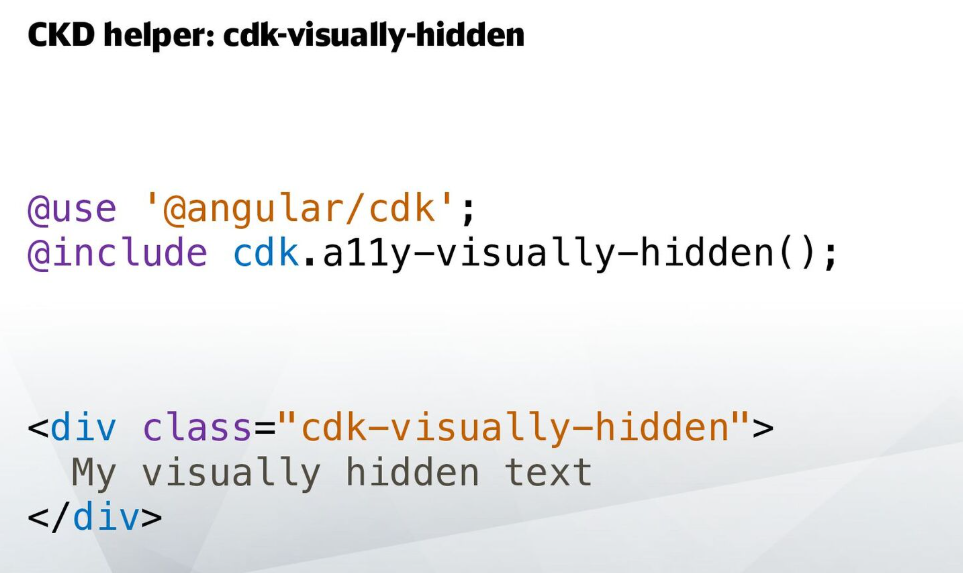 CKD helper: cdk-visually-hidden
@use '@angular/cdk';
@include cdk.a11y-visually-hidden();
<div class="cdk-visually-hidden">
  My visually hidden text
</div>